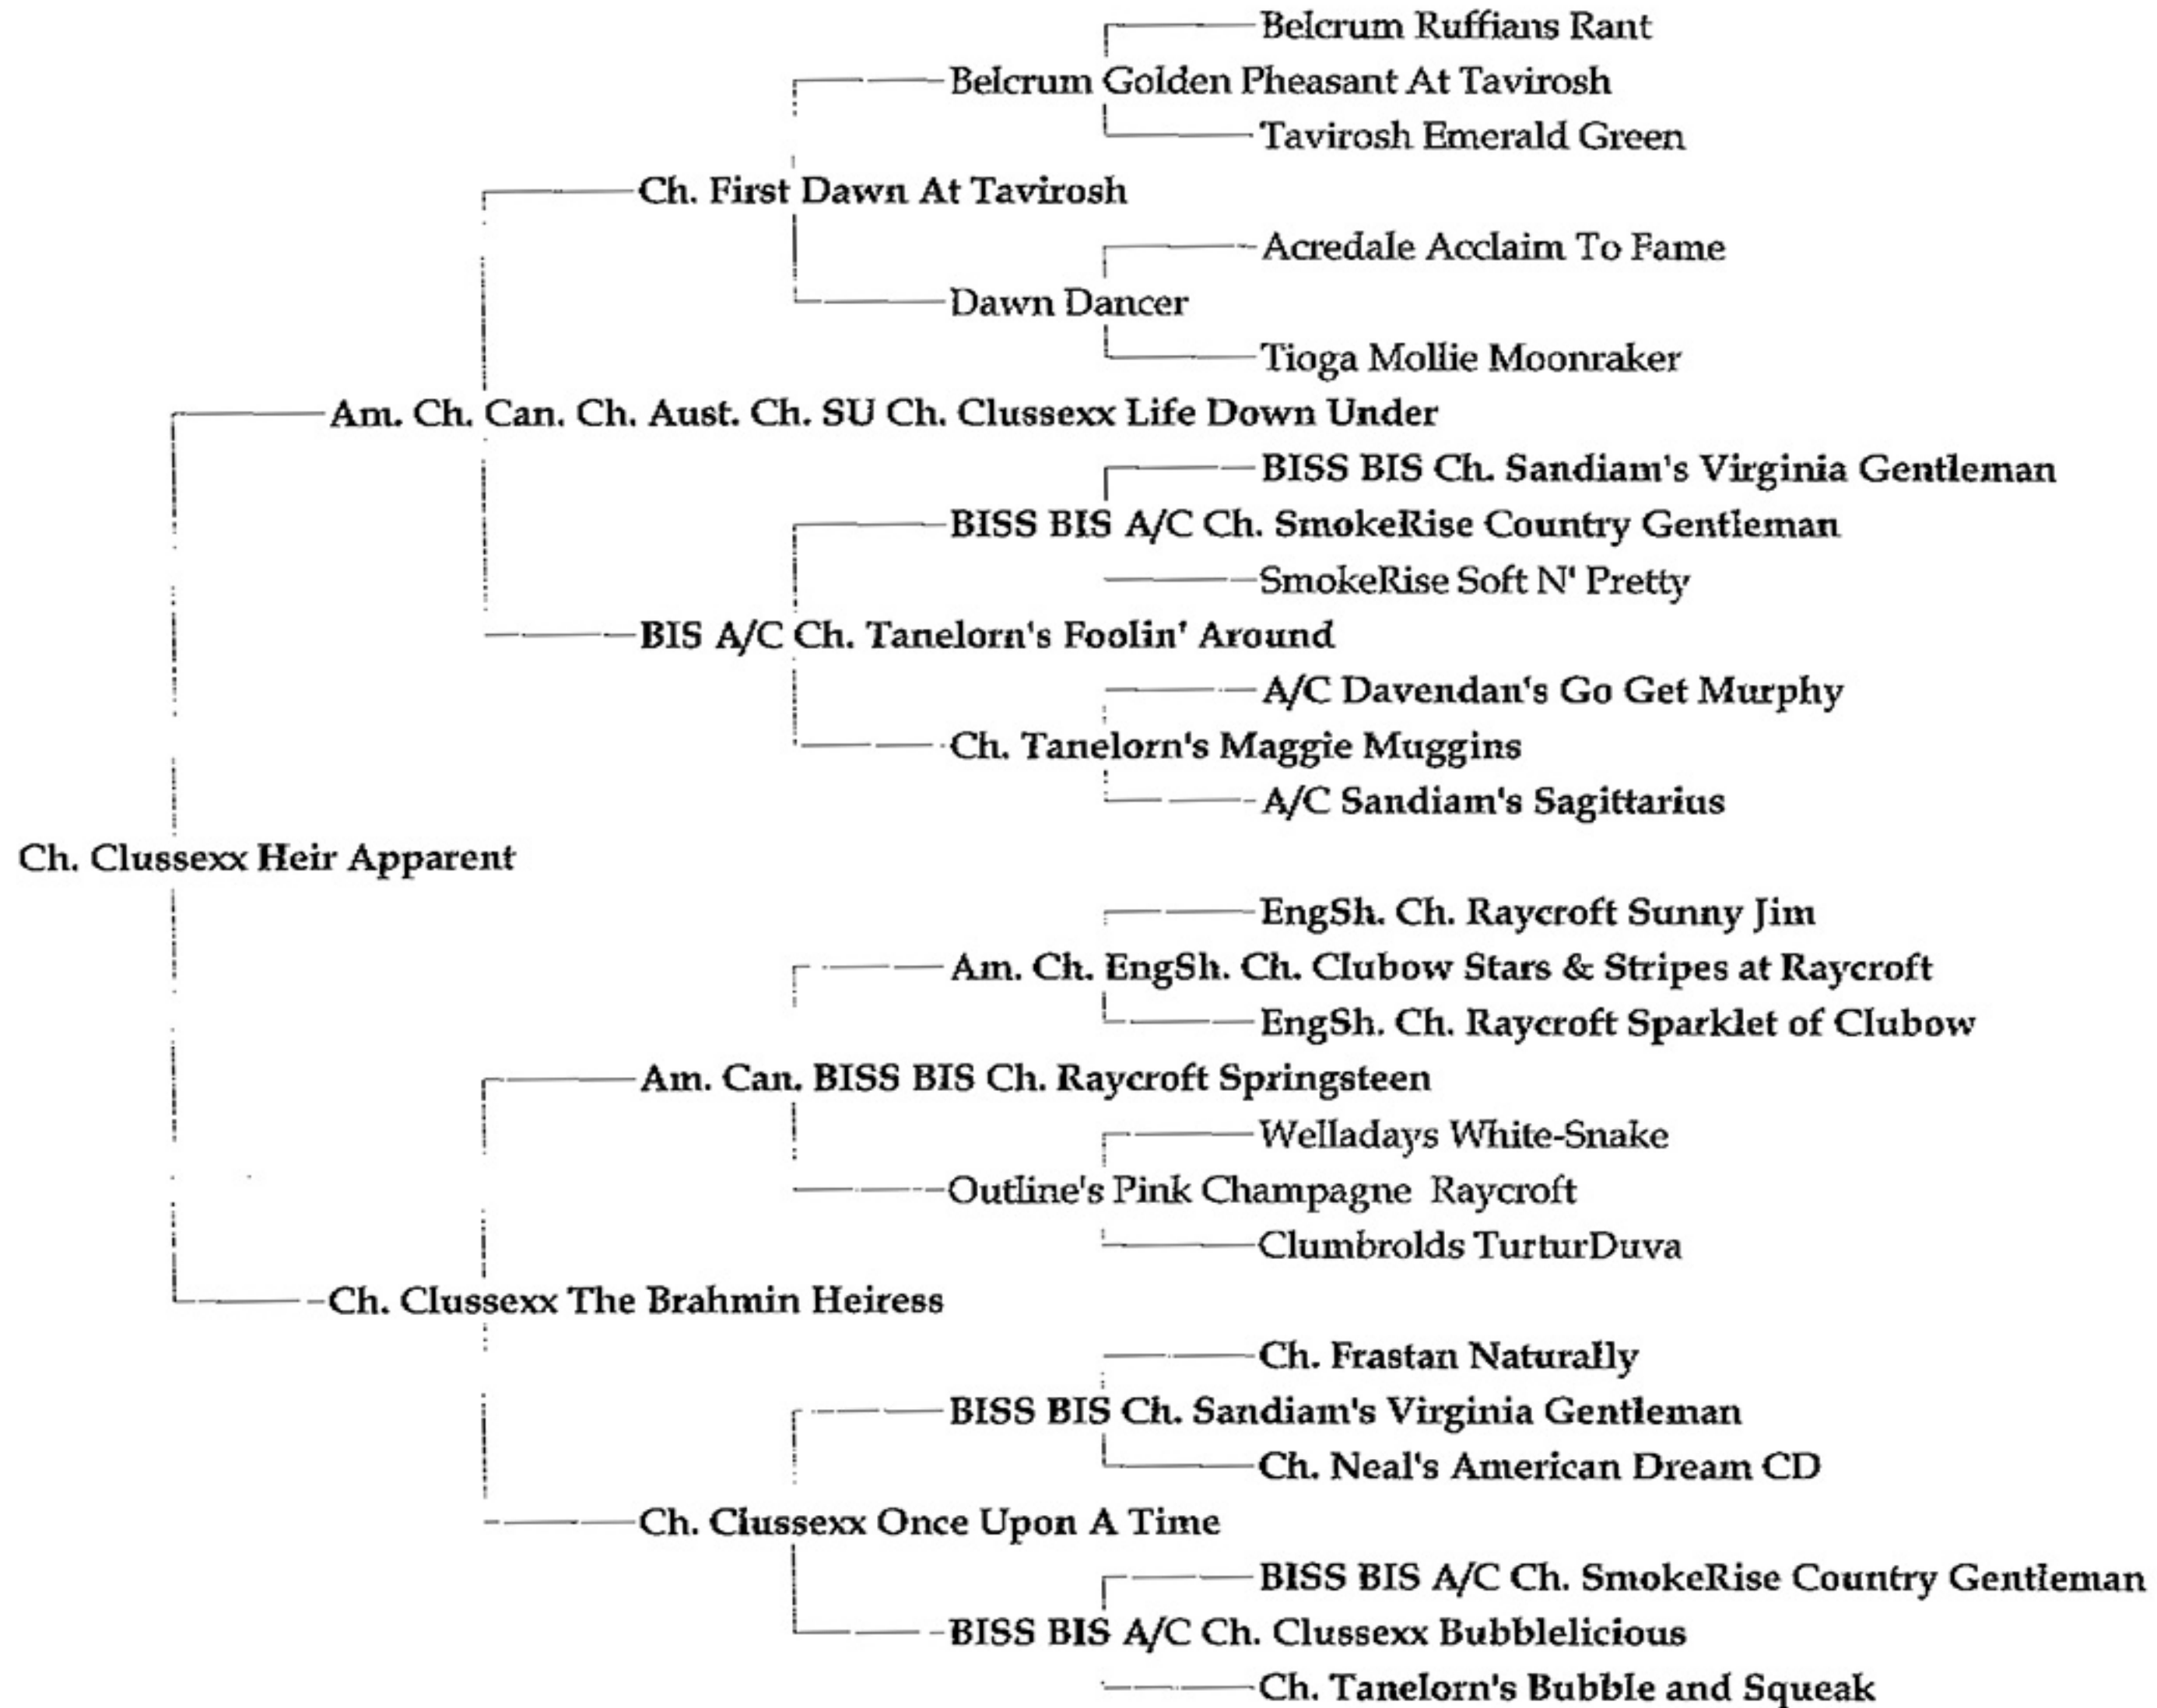 Belcrum Ruffians Rant
Belcrum Golden Pheasant At Tavirosh
Tavirosh Emerald Green
Ch. First Dawn At Tavirosh
Acredale Acclaim To Fame
Dawn Dancer
Tioga Mollie Moonraker
Am. Ch. Can. Ch. Aust. Ch. SU Ch. Clussexx Life Down Under
BISS BIS Ch. Sandiam's Virginia Gentleman
BISS BIS A/C Ch. SmokeRise Country Gentleman
SmokeRise Soft N' Pretty
BIS A/C Ch. Tanelorn's Foolin' Around
A/C Davendan's Go Get Murphy
Ch. Tanelorn's Maggie Muggins
A/C Sandiam's Sagittarius
Ch. Clussexx Heir Apparent
EngSh. Ch. Raycroft Sunny Jim
Am. Ch. EngSh. Ch. Clubow Stars & Stripes at Raycroft
EngSh. Ch. Raycroft Sparklet of Clubow
Am. Can. BISS BIS Ch. Raycroft Springsteen
Welladays White-Snake
Outline's Pink Champagne Raycroft
Clumbrolds TurturDuva
Ch. Clussexx The Brahmin Heiress
Ch. Frastan Naturally
BISS BIS Ch. Sandiam's Virginia Gentleman
Ch. Neal's American Dream CD
Ch. Clussexx Once Upon A Time
BISS BIS A/C Ch. SmokeRise Country Gentleman
BISS BIS A/C Ch. Clussexx Bubblelicious
Ch. Tanelorn's Bubble and Squeak